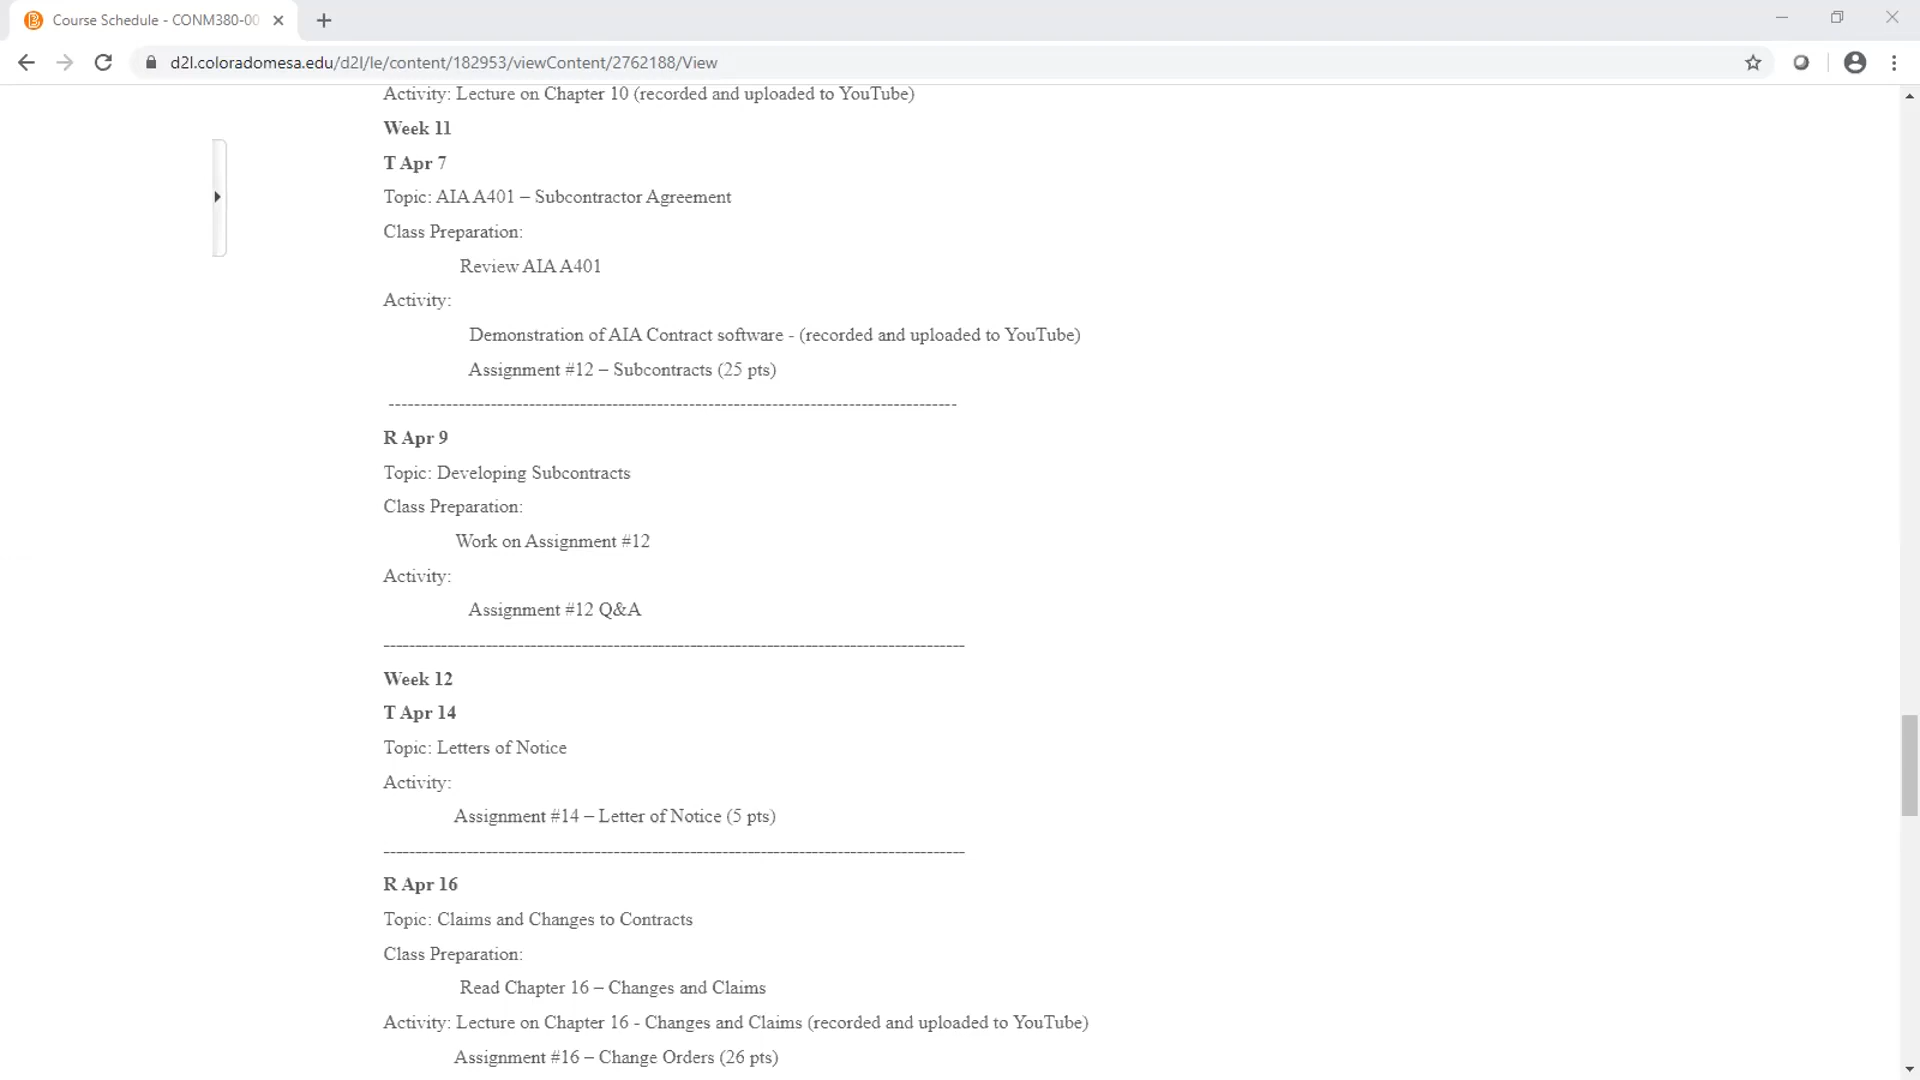 Course Schedule - CONM380-00
d2l.coloradomesa.edu/d2l/le/content/182953/viewContent/2762188/View
Activity: Lecture on Chapter 10 (recorded and uploaded to YouTube)
Week 11
T Apr 7
Topic: AIA A401 – Subcontractor Agreement
Class Preparation:
Review AIA A401
Activity:
Demonstration of AIA Contract software - (recorded and uploaded to YouTube)
Assignment #12 – Subcontracts (25 pts)
-----------------------------------------------------------------------------------------
R Apr 9
Topic: Developing Subcontracts
Class Preparation:
Work on Assignment #12
Activity:
Assignment #12 Q&A
-------------------------------------------------------------------------------------------
Week 12
T Apr 14
Topic: Letters of Notice
Activity:
Assignment #14 – Letter of Notice (5 pts)
-------------------------------------------------------------------------------------------
R Apr 16
Topic: Claims and Changes to Contracts
Class Preparation:
Read Chapter 16 – Changes and Claims
Activity: Lecture on Chapter 16 - Changes and Claims (recorded and uploaded to YouTube)
Assignment #16 – Change Orders (26 pts)